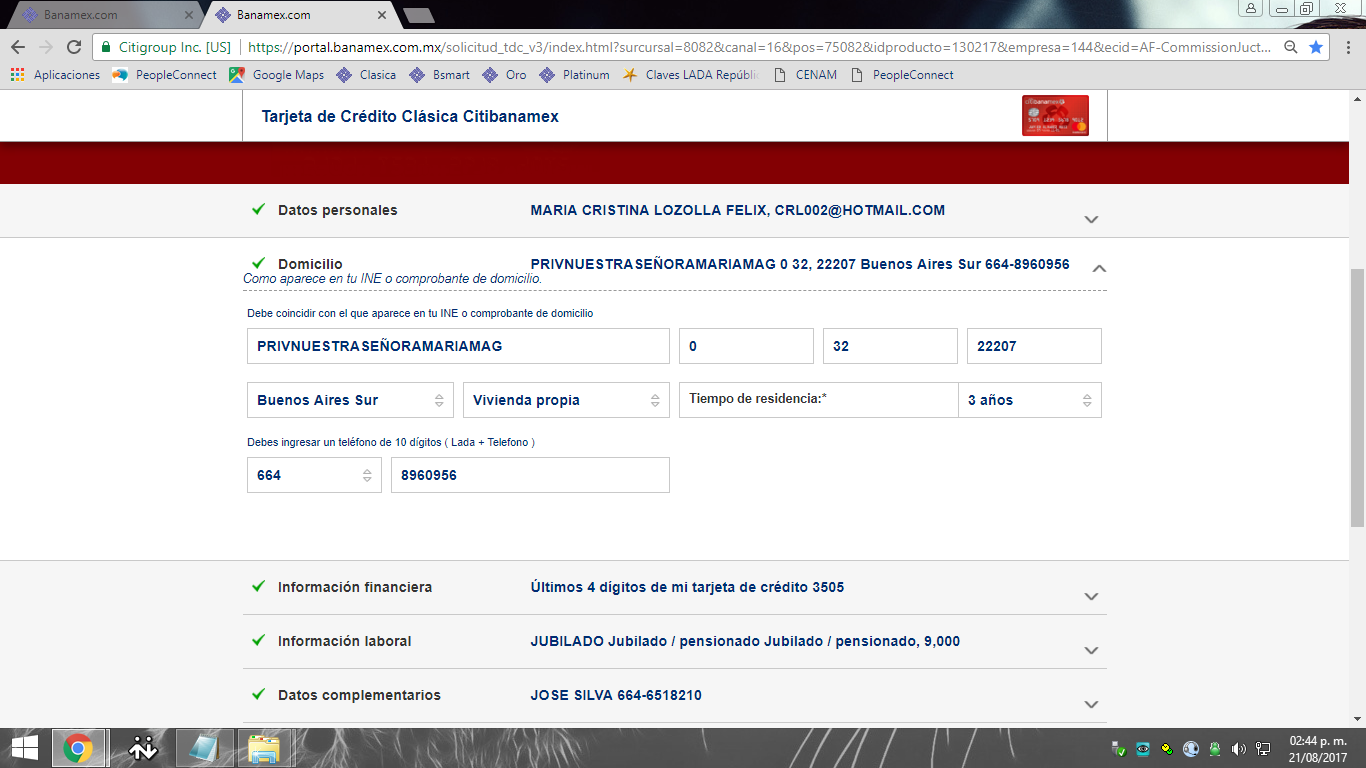 Banamex.com
Banamex.com
Citigroup Inc. [US] https://portal.banamex.com.mx/solicitud_tdc_v3/index.html?surcursal=8082&canal=16&pos=75082&idproducto=130217&empresa=144&ecid=AF-CommissionJuct...
Aplicaciones PeopleConnect Google Maps Clasica Bsmart Oro Platinum Claves LADA Repúbli CENAM PeopleConnect
Tarjeta de Crédito Clásica Citibanamex
Datos personales MARIA CRISTINA LOZOLLA FELIX, CRL002@HOTMAIL.COM
Domicilio PRIVNUESTRASEÑORAMARIAMAG 0 32, 22207 Buenos Aires Sur 664-8960956
Como aparece en tu INE o comprobante de domicilio.
Debe coincidir con el que aparece en tu INE o comprobante de domicilio
PRIVNUESTRASEÑORAMARIAMAG 0 32 22207
Buenos Aires Sur Vivienda propia Tiempo de residencia:* 3 años
Debes ingresar un teléfono de 10 dígitos ( Lada + Telefono )
664 8960956
Información financiera Últimos 4 dígitos de mi tarjeta de crédito 3505
Información laboral JUBILADO Jubilado / pensionado Jubilado / pensionado, 9,000
Datos complementarios JOSE SILVA 664-6518210
02:44 p. m.
21/08/2017